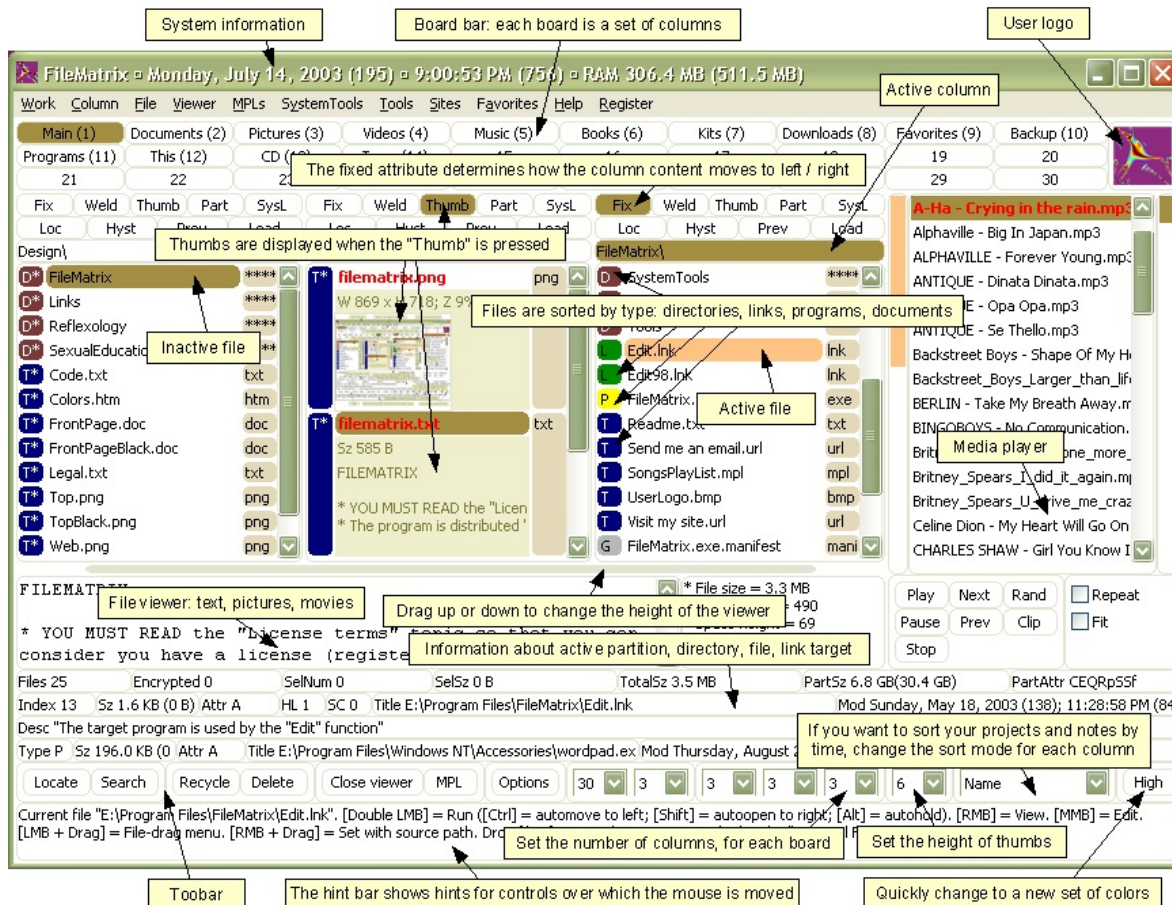 System information
Board bar: each board is a set of columns
User logo
FileMatrix ¤ Monday, July 14, 2003 (195) ¤ 9:00:53 PM (756) ¤ RAM 306.4 MB (511.5 MB)
Active column
Work Column File Viewer MPLs SystemTools Tools Sites Favorites Help Register
Main (1) Documents (2) Pictures (3) Videos (4) Music (5) Books (6) Kits (7) Downloads (8) Favorites (9) Backup (10)
Programs (11) This (12) CD 19 20
The fixed attribute determines how the column content moves to left / right
21 22 29 30
Fix Weld Thumb Part SysL Fix Weld Thumb Part SysL Fix Weld Thumb Part SysL
Loc Hyst Load Loc Hyst Prev Load
Thumbs are displayed when the "Thumb" is pressed
Design\
FileMatrix\
FileMatrix ****
Links ****
Reflexology ****
Inactive file
Code.txt txt
Colors.htm htm
FrontPage.doc doc
FrontPageBlack.doc doc
Legal.txt txt
Top.png png
TopBlack.png png
Web.png png
filematrix.png png
W 869 x H 718; Z 9%
filematrix.txt txt
Sz 585 B
FILEMATRIX
* YOU MUST READ the "Licen
* The program is distributed '
SystemTools ****
Files are sorted by type: directories, links, programs, documents
Tools
Edit.lnk lnk
Edit98.lnk lnk
FileMatrix. exe
Active file
Readme.txt txt
Send me an email.url url
SongsPlayList.mpl mpl
UserLogo.bmp bmp
Visit my site.url url
FileMatrix.exe.manifest mani
A-Ha - Crying in the rain.mp3
Alphaville - Big In Japan.mp3
ALPHAVILLE - Forever Young.mp3
ANTIQUE - Dinata Dinata.mp3
ANTIQUE - Opa Opa.mp3
ANTIQUE - Se Thello.mp3
Backstreet Boys - Shape Of My He
Backstreet_Boys_Larger_than_life
BERLIN - Take My Breath Away.m
BINGOBOYS - No Communication.
Media player
Britney_Spears_I_did_it_again.mp
Britney_Spears_U_drive_me_craz
Celine Dion - My Heart Will Go On
CHARLES SHAW - Girl You Know I
FILEMATRIX
File viewer: text, pictures, movies
* YOU MUST READ the "License terms" topic so that you can
consider you have a license
* File size = 3.3 MB
Drag up or down to change the height of the viewer
= 490
= 69
Information about active partition, directory, file, link target
Play Next Rand Repeat
Pause Prev Clip Fit
Stop
Files 25 Encrypted 0 SelNum 0 SelSz 0 B TotalSz 3.5 MB PartSz 6.8 GB(30.4 GB) PartAttr CEQRpSSf
Index 13 Sz 1.6 KB (0 B) Attr A HL 1 SC 0 Title E:\Program Files\FileMatrix\Edit.lnk Mod Sunday, May 18, 2003 (138); 11:28:58 PM (84
Desc "The target program is used by the "Edit" function"
Type P Sz 196.0 KB (0 Attr A Title E:\Program Files\Windows NT\Accessories\wordpad.ex Mod Thursday, August 2
If you want to sort your projects and notes by
time, change the sort mode for each column
Locate Search Recycle Delete Close viewer MPL Options 30 3 3 3 3 6 Name High
Current file "E:\Program Files\FileMatrix\Edit.lnk". [Double LMB] = Run ([Ctrl] = automove to left; [Shift] = autoopen to right; [Alt] = autohold). [RMB] = View. [MMB] = Edit.
[LMB + Drag] = File-drag menu. [RMB + Drag] = Set with source path.
Set the number of columns, for each board
Set the height of thumbs
Toobar
The hint bar shows hints for controls over which the mouse is moved
Quickly change to a new set of colors